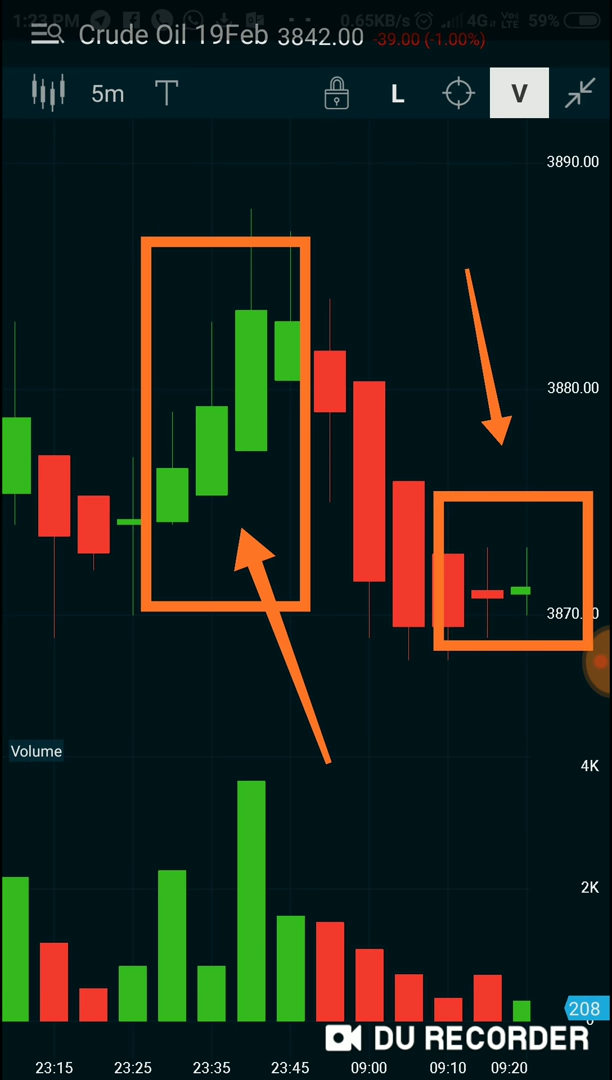 1:23 PM 0.65KB/s 4G VoLTE 59%
Crude Oil 19Feb 3842.00 -39.00 (-1.00%)
5m T L V
3890.00
3880.00
3870.00
Volume
4K
2K
208
0
DU RECORDER
23:15 23:25 23:35 23:45 09:00 09:10 09:20